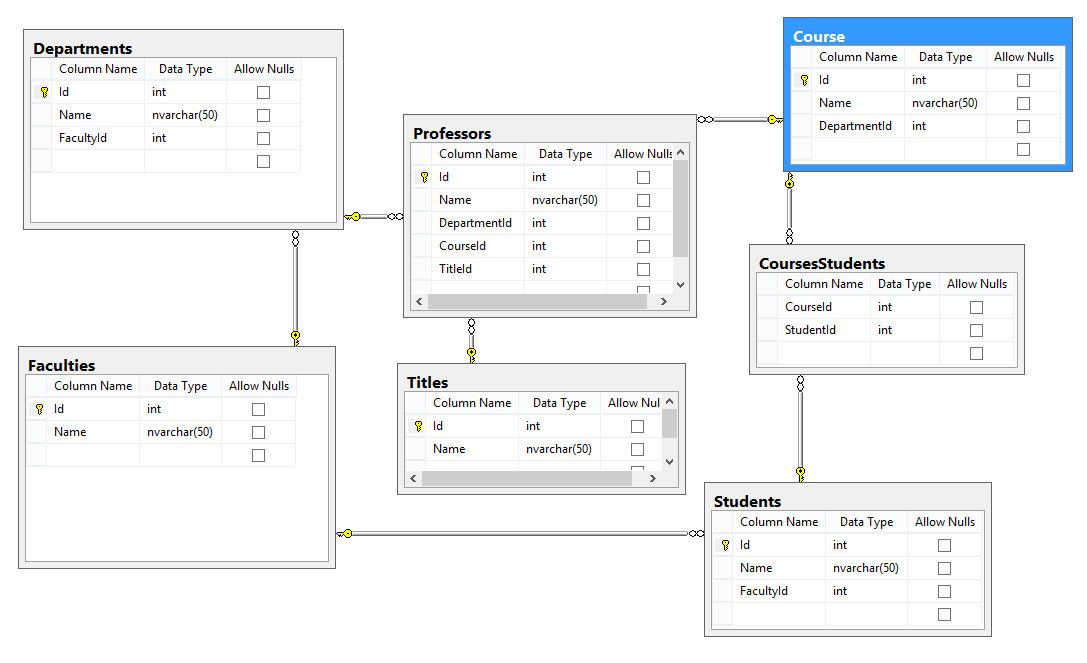 Departments
Column Name Data Type Allow Nulls
Id int
Name nvarchar(50)
FacultyId int
Professors
Column Name Data Type Allow Nulls
Id int
Name nvarchar(50)
DepartmentId int
CourseId int
TitleId int
Course
Column Name Data Type Allow Nulls
Id int
Name nvarchar(50)
DepartmentId int
CoursesStudents
Column Name Data Type Allow Nulls
CourseId int
StudentId int
Faculties
Column Name Data Type Allow Nulls
Id int
Name nvarchar(50)
Titles
Column Name Data Type Allow Nul
Id int
Name nvarchar(50)
Students
Column Name Data Type Allow Nulls
Id int
Name nvarchar(50)
FacultyId int